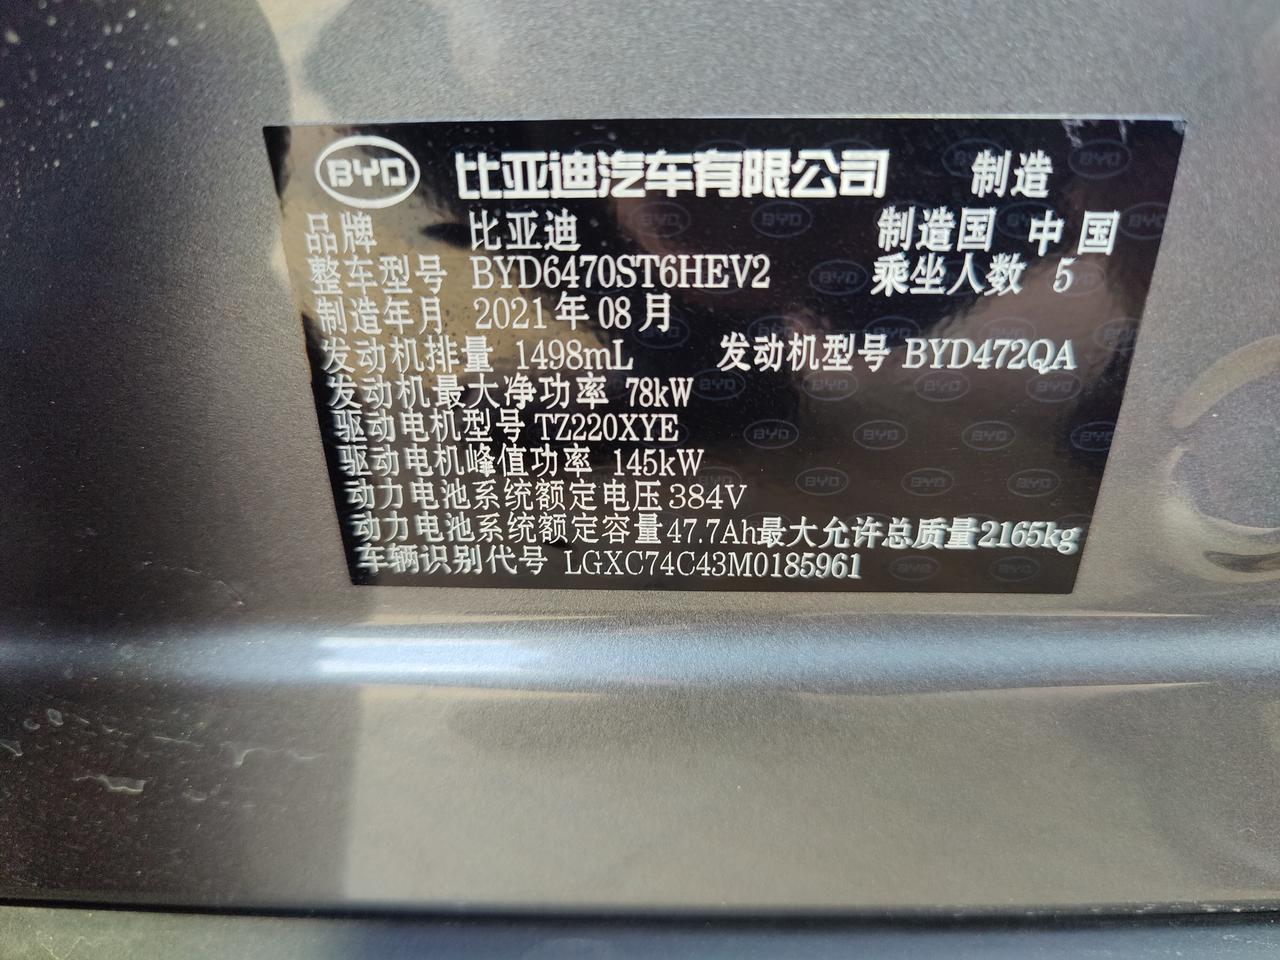 BYD 比亚迪汽车有限公司 制造
品牌 比亚迪 制造国 中国
整车型号 BYD6470ST6HEV2 乘坐人数 5
制造年月 2021年08月
发动机排量 1498mL 发动机型号 BYD472QA
发动机最大净功率 78kW
驱动电机型号 TZ220XYE
驱动电机峰值功率 145kW
动力电池系统额定电压 384V
动力电池系统额定容量 47.7Ah 最大允许总质量 2165kg
车辆识别代号 LGXC74C43M0185961